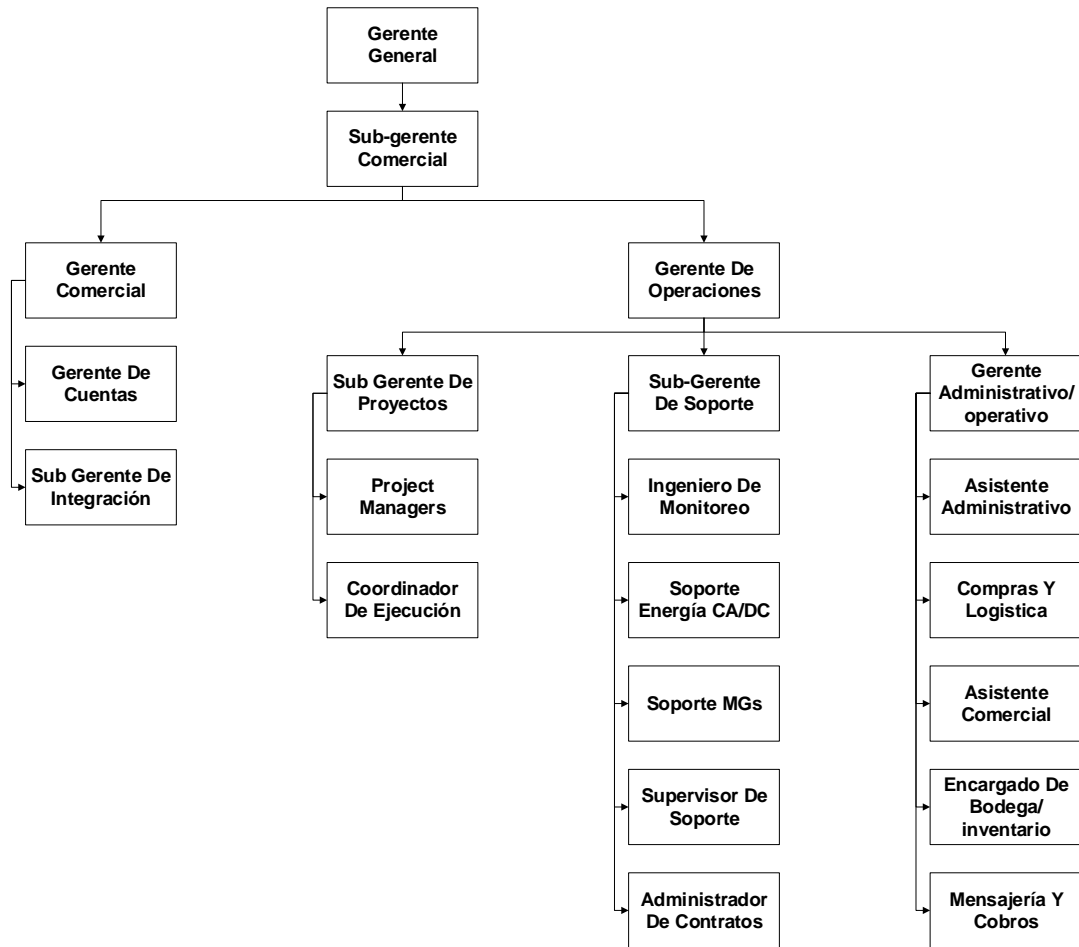 Gerente
General
Sub-gerente
Comercial
Gerente
Comercial
Gerente De
Operaciones
Gerente De
Cuentas
Sub Gerente De
Integración
Sub Gerente De
Proyectos
Project
Managers
Coordinador
De Ejecución
Sub-Gerente
De Soporte
Ingeniero De
Monitoreo
Soporte
Energía CA/DC
Soporte MGs
Supervisor De
Soporte
Administrador
De Contratos
Gerente
Administrativo/
operativo
Asistente
Administrativo
Compras Y
Logistica
Asistente
Comercial
Encargado De
Bodega/
inventario
Mensajería Y
Cobros